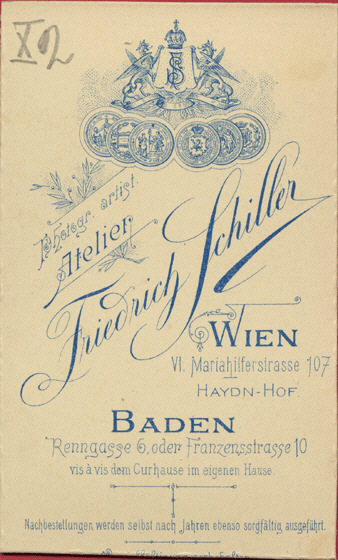 X 02
Photogr. artist.
Atelier
Friedrich Schiller
WIEN
VI. Mariahilferstrasse 107
HAYDN-HOF.
BADEN
Renngasse 6, oder Franzensstrasse 10
vis à vis dem Curhause im eigenen Hause.
Nachbestellungen werden selbst nach Jahren ebenso sorgfältig ausgeführt.